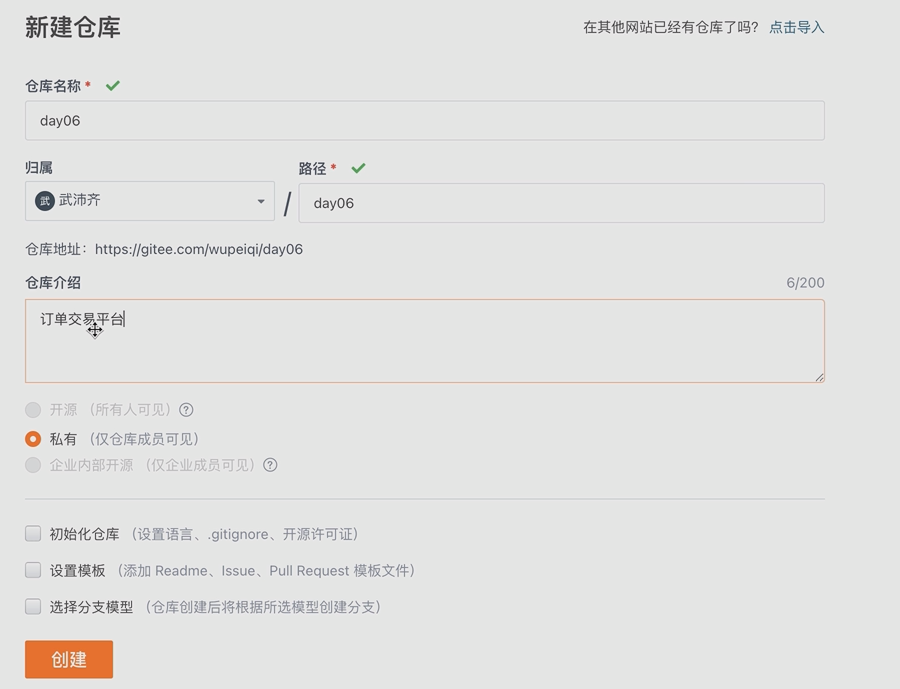 新建仓库
在其他网站已经有仓库了吗? 点击导入
仓库名称 *
day06
归属
路径 *
武 武沛齐
/
day06
仓库地址：https://gitee.com/wupeiqi/day06
仓库介绍
6/200
订单交易平台
开源 （所有人可见） ?
私有 （仅仓库成员可见）
企业内部开源 （仅企业成员可见） ?
初始化仓库 （设置语言、.gitignore、开源许可证）
设置模板 （添加 Readme、Issue、Pull Request 模板文件）
选择分支模型 （仓库创建后将根据所选模型创建分支）
创建